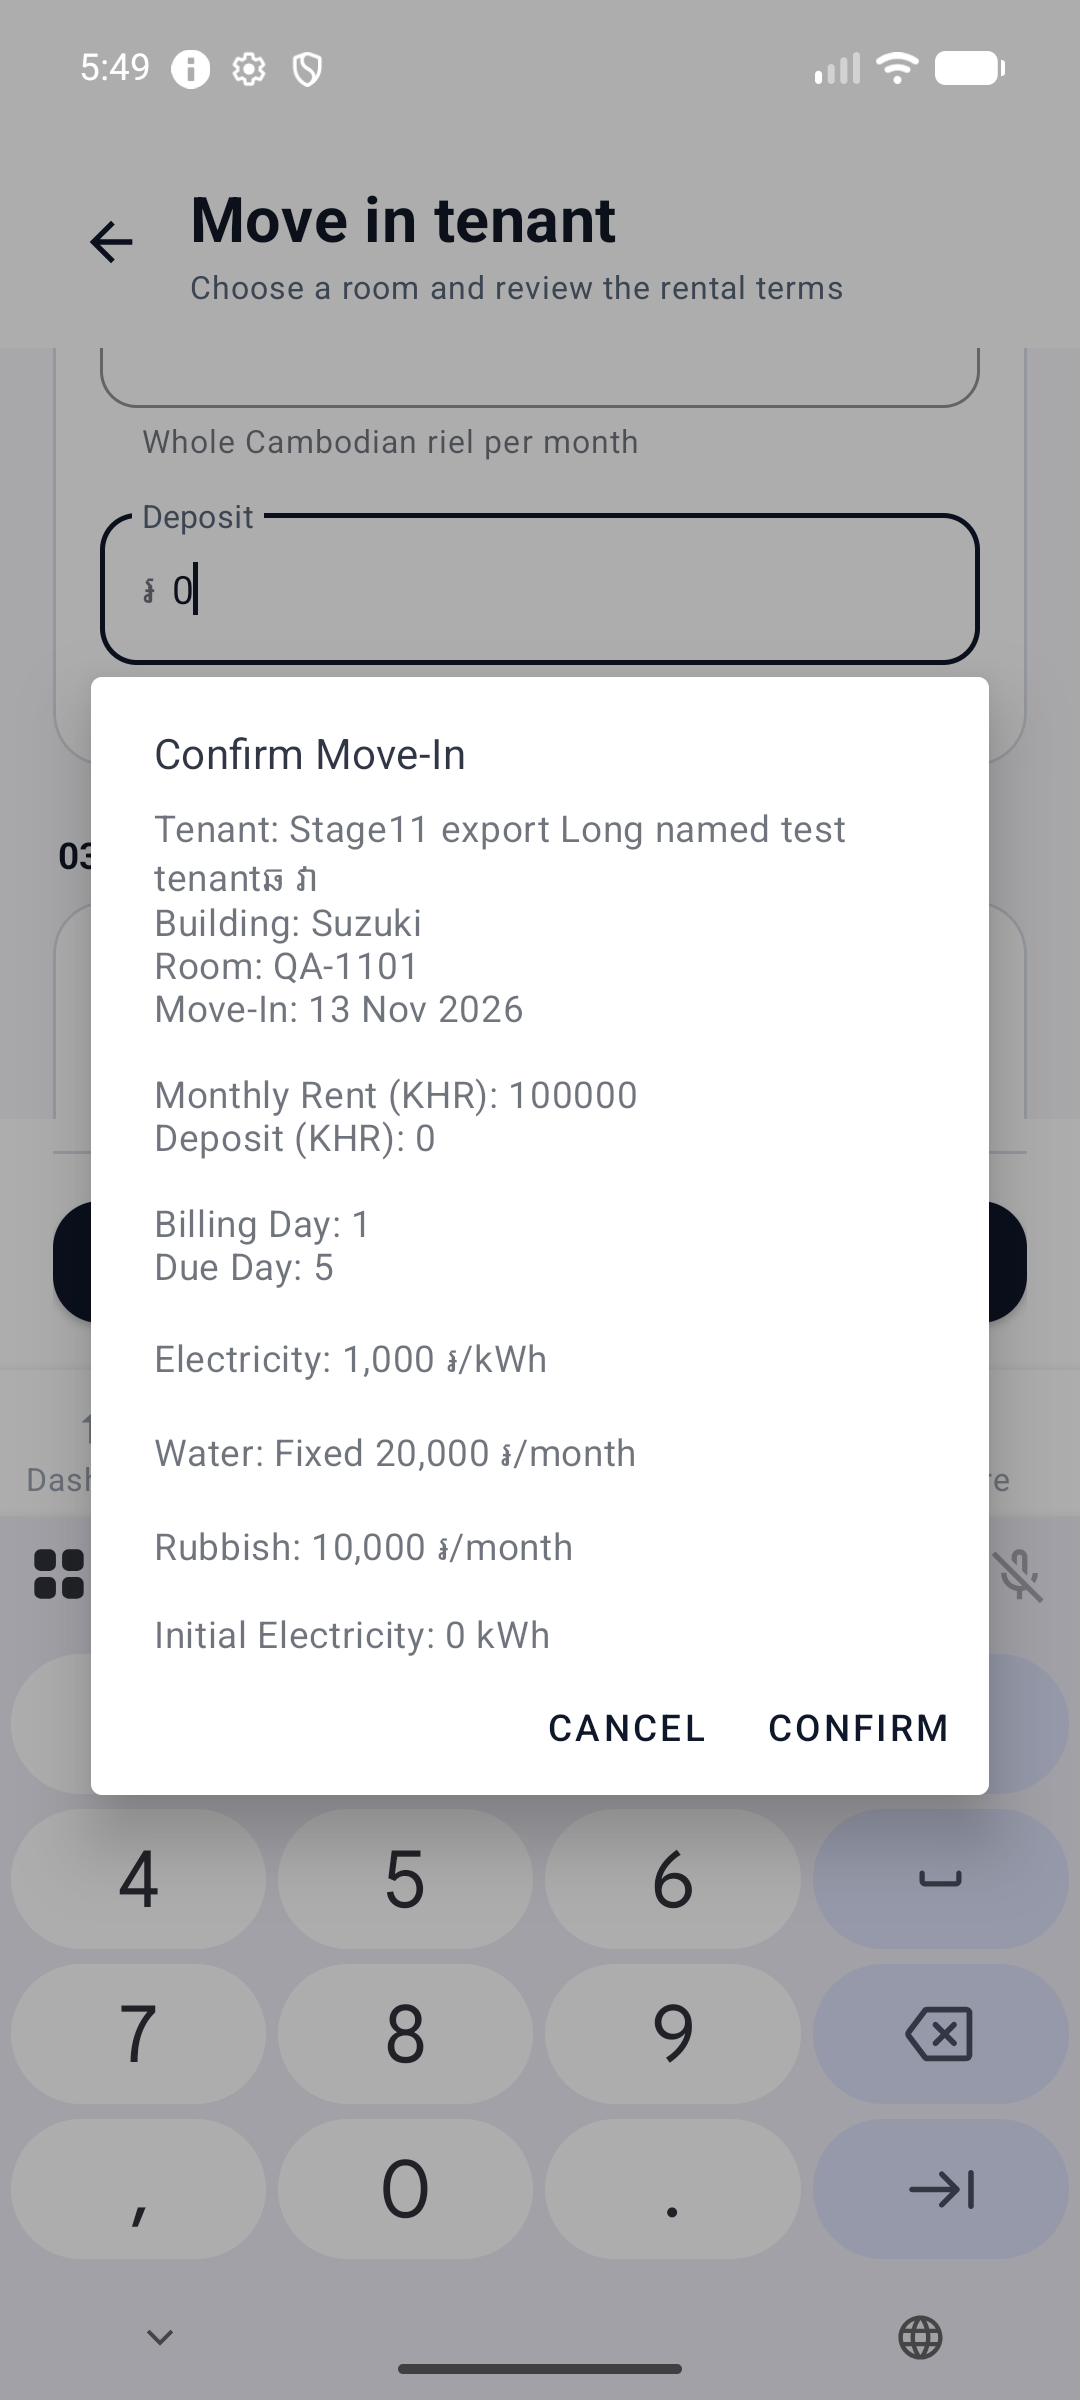 5:49
Move in tenant
Choose a room and review the rental terms
Whole Cambodian riel per month
Deposit
៛ 0
03
Confirm Move-In
Tenant: Stage11 export Long named test
tenantឆ វា
Building: Suzuki
Room: QA-1101
Move-In: 13 Nov 2026
Monthly Rent (KHR): 100000
Deposit (KHR): 0
Billing Day: 1
Due Day: 5
Electricity: 1,000 ៛/kWh
Water: Fixed 20,000 ៛/month
Rubbish: 10,000 ៛/month
Initial Electricity: 0 kWh
CANCEL CONFIRM
4 5 6
7 8 9
, 0 .